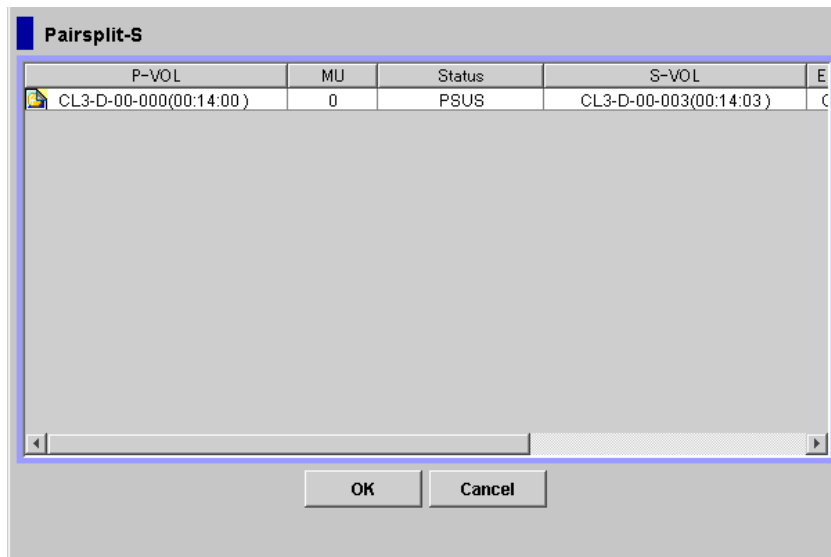 Pairsplit-S
P-VOL MU Status S-VOL E
CL3-D-00-000(00:14:00 ) 0 PSUS CL3-D-00-003(00:14:03 )
OK Cancel